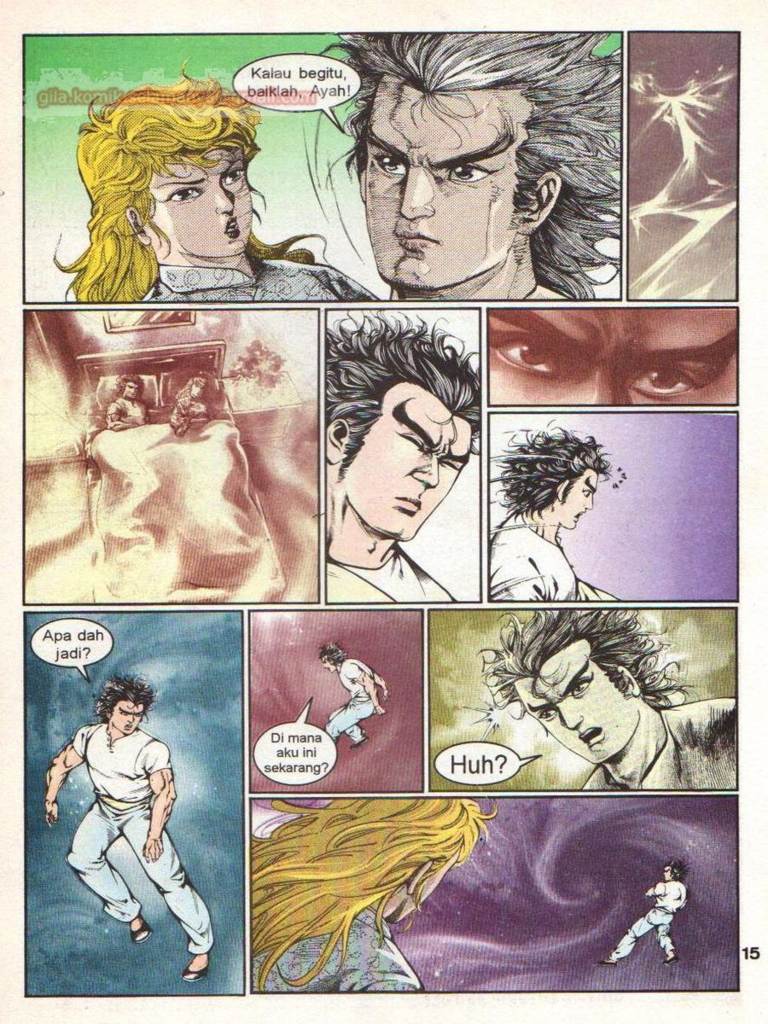 Kalau begitu,
baiklah, Ayah!
Apa dah
jadi?
Di mana
aku ini
sekarang?
Huh?
15